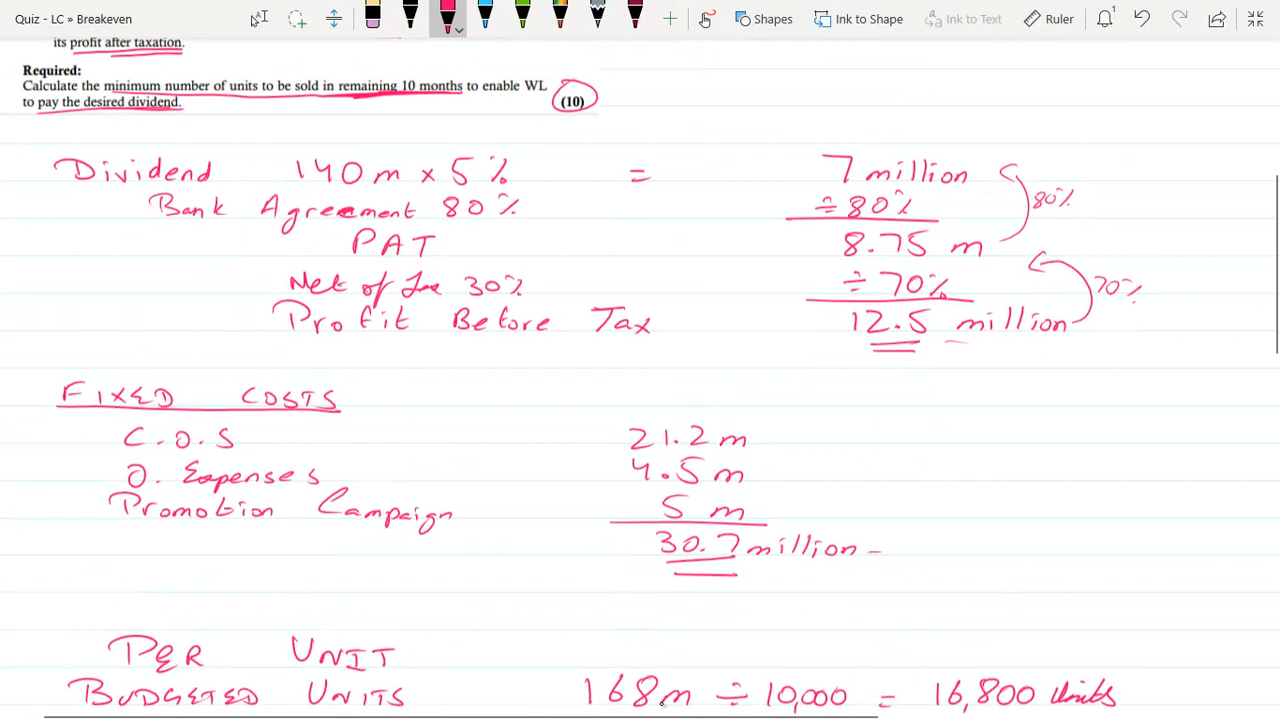 Quiz - LC » Breakeven
Shapes
Ink to Shape
Ink to Text
Ruler
its profit after taxation.
Required:
Calculate the minimum number of units to be sold in remaining 10 months to enable WL
to pay the desired dividend. (10)
Dividend 140 m × 5 % = 7 million
Bank Agreement 80 % ÷ 80% 80%
PAT 8.75 m
Net of 30% ÷ 70% 70%
Profit Before Tax 12.5 million
FIXED COSTS
C.O.S 21.2 m
O. Expenses 4.5 m
Promotion Campaign 5 m
30.7 million -
PER UNIT
BUDGETED UNITS 168m ÷ 10,000 = 16,800 units